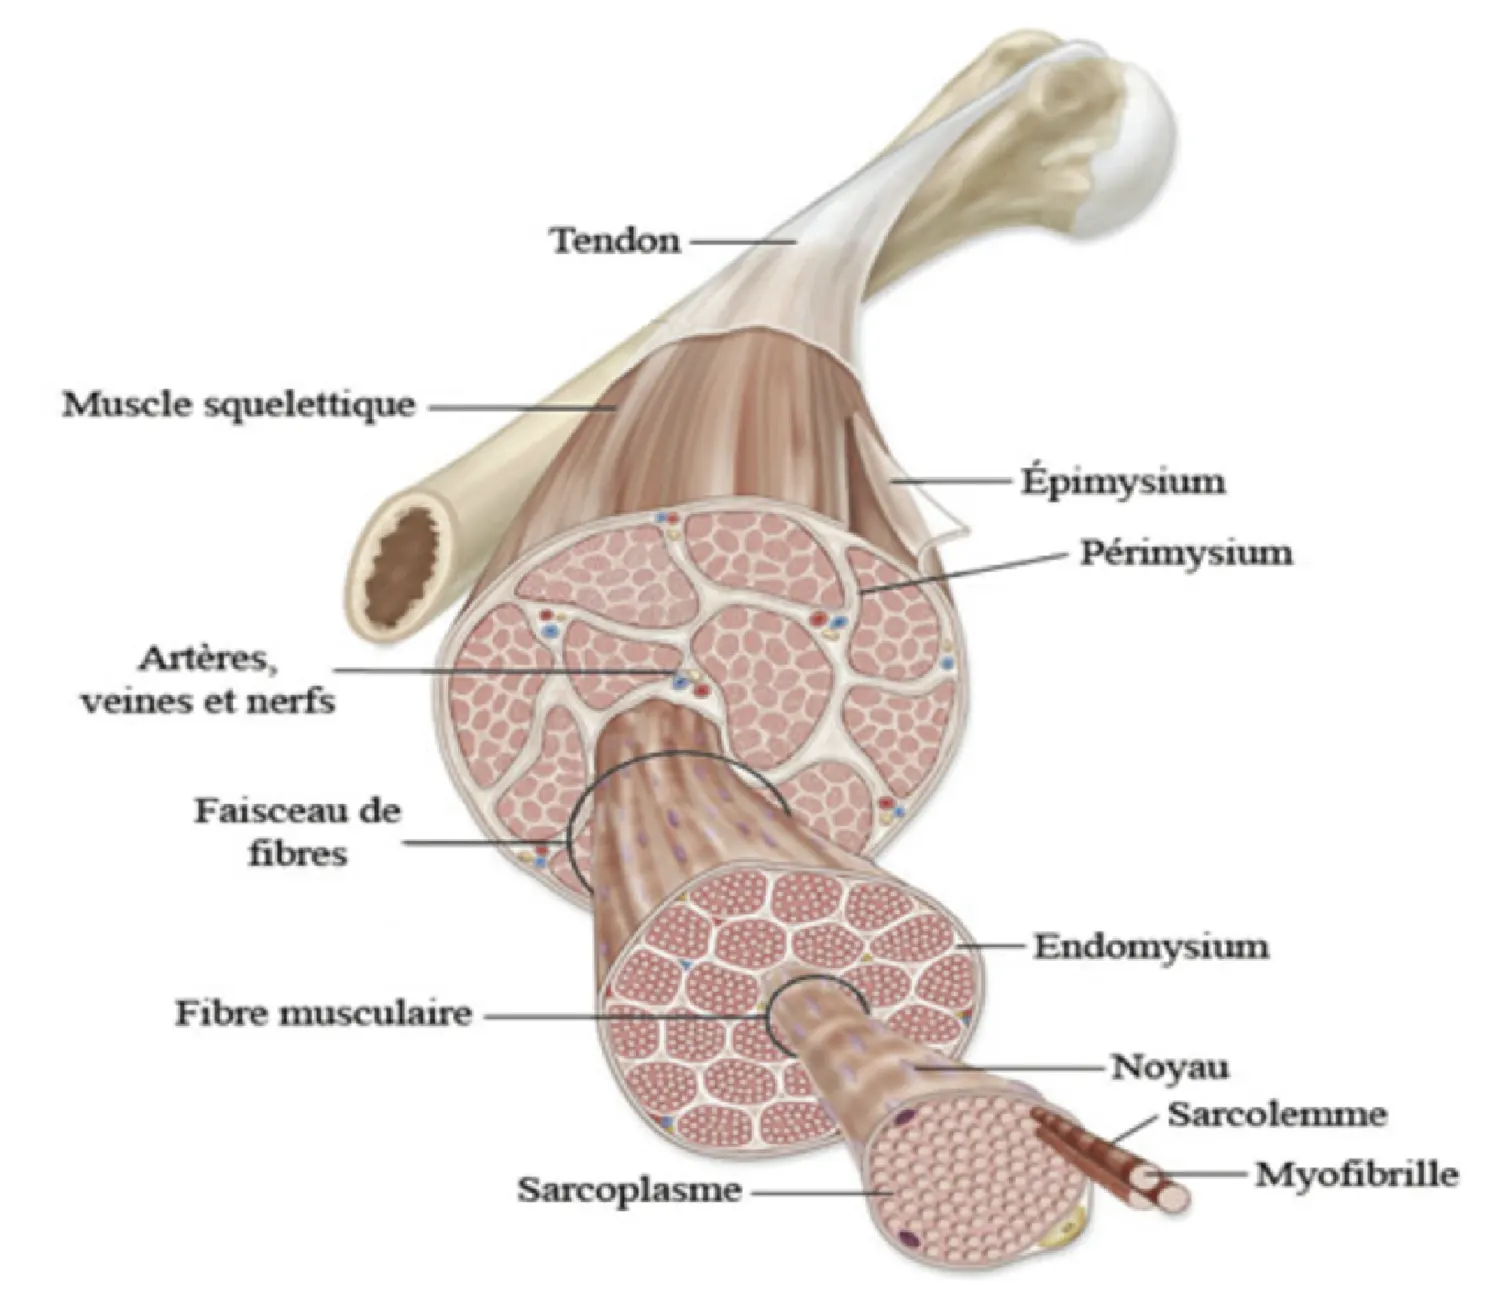 Tendon
Muscle squelettique
Épimysium
Périmysium
Artères,
veines et nerfs
Faisceau de
fibres
Endomysium
Fibre musculaire
Noyau
Sarcolemme
Myofibrille
Sarcoplasme